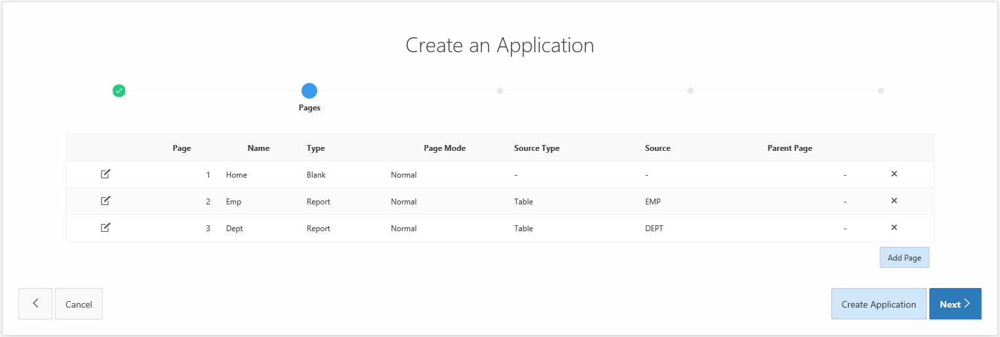 Create an Application
Pages
Page Name Type Page Mode Source Type Source Parent Page
1 Home Blank Normal - - -
2 Emp Report Normal Table EMP -
3 Dept Report Normal Table DEPT -
Add Page
Cancel Create Application Next